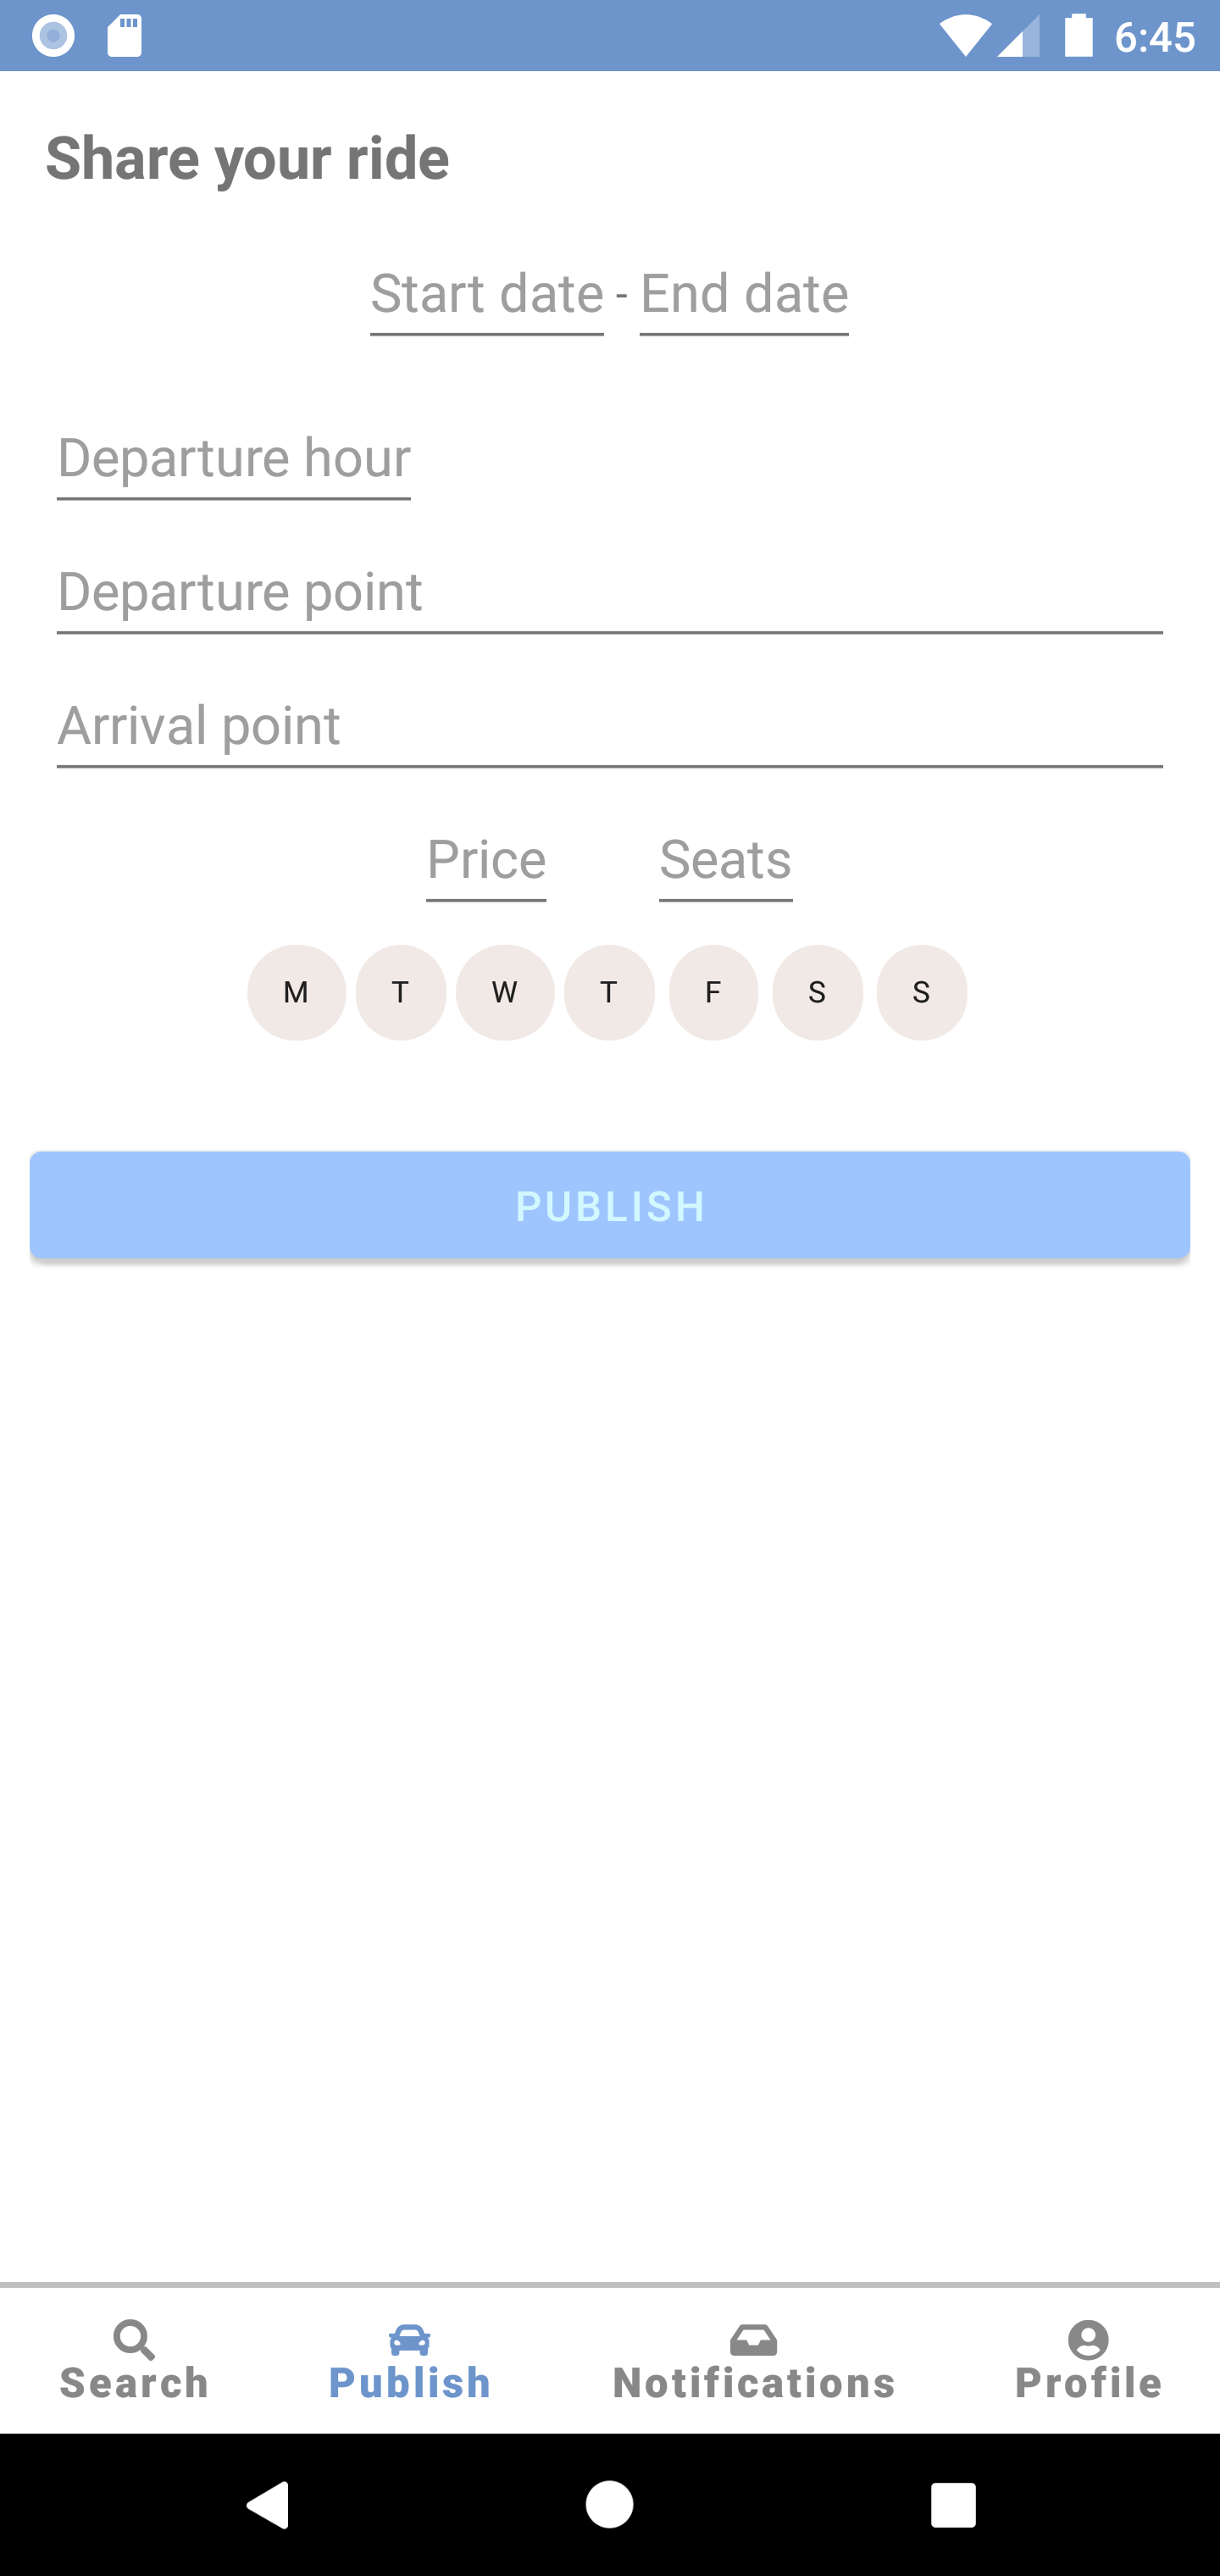 6:45
Share your ride
Start date - End date
Departure hour
Departure point
Arrival point
Price Seats
M T W T F S S
PUBLISH
Search Publish Notifications Profile